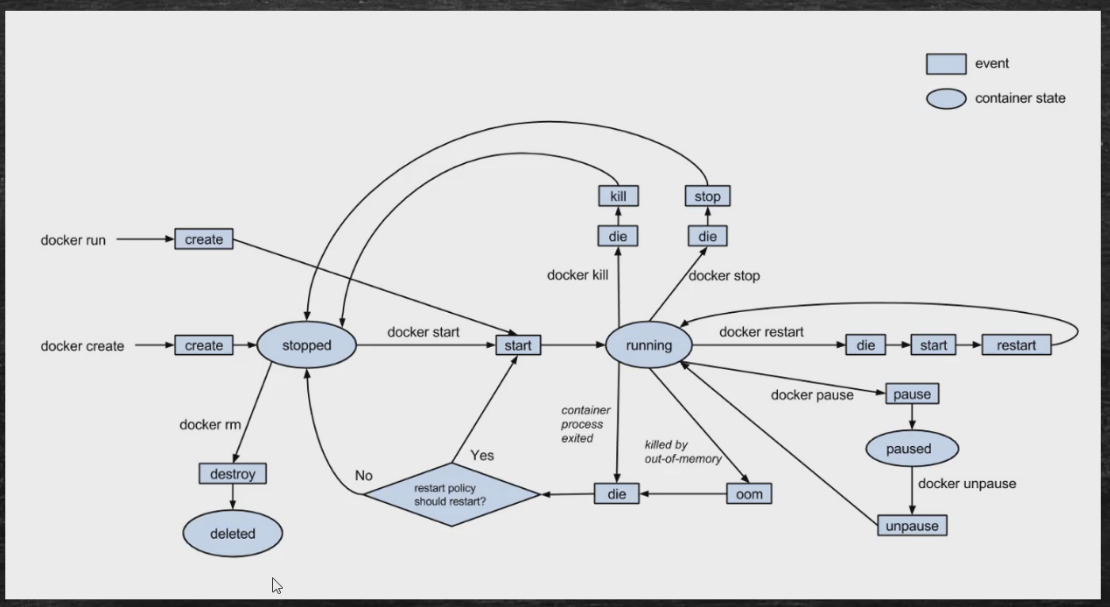 event
container state
kill
stop
docker run
create
die
die
docker kill
docker stop
docker create
create
stopped
docker start
start
running
docker restart
die
start
restart
docker pause
pause
container
process
exited
docker rm
killed by
out-of-memory
paused
Yes
No
destroy
restart policy
should restart?
die
oom
docker unpause
unpause
deleted